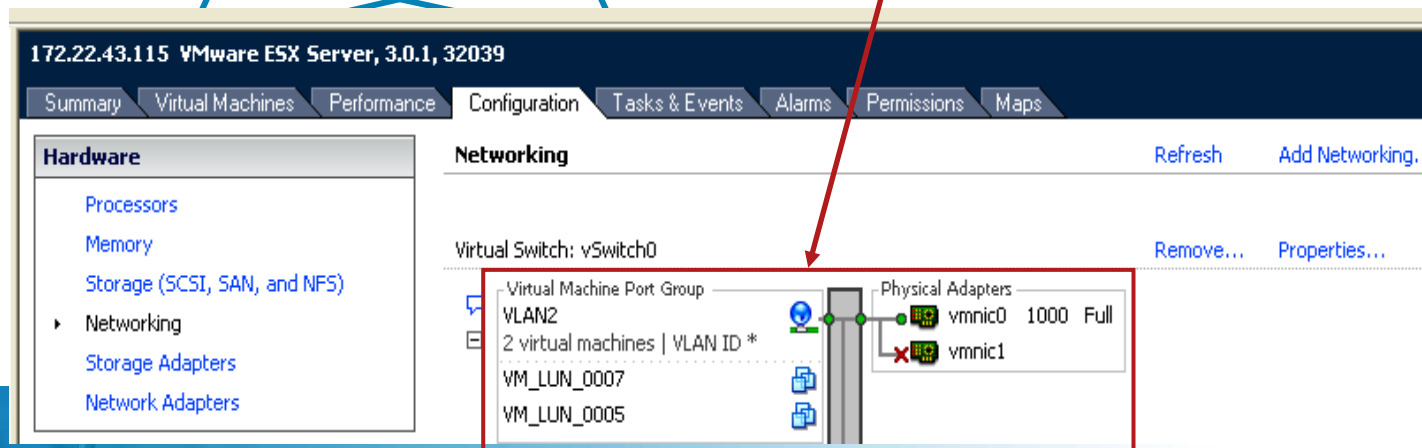 172.22.43.115 VMware ESX Server, 3.0.1, 32039
Summary Virtual Machines Performance Configuration Tasks & Events Alarms Permissions Maps
Hardware
Processors
Memory
Storage (SCSI, SAN, and NFS)
Networking
Storage Adapters
Network Adapters
Networking Refresh Add Networking.
Virtual Switch: vSwitch0 Remove... Properties...
Virtual Machine Port Group
VLAN2
2 virtual machines | VLAN ID *
VM_LUN_0007
VM_LUN_0005
Physical Adapters
vmnic0 1000 Full
vmnic1